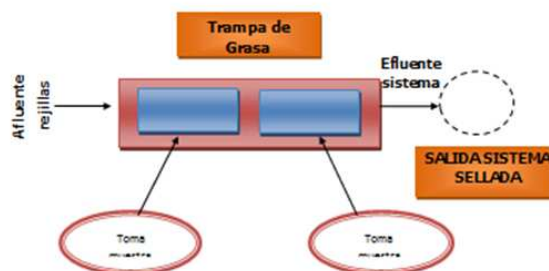 Trampa de
Grasa
Afluente
rejillas
Efluente
sistema
SALIDA SISTEMA
SELLADA
Toma
Toma